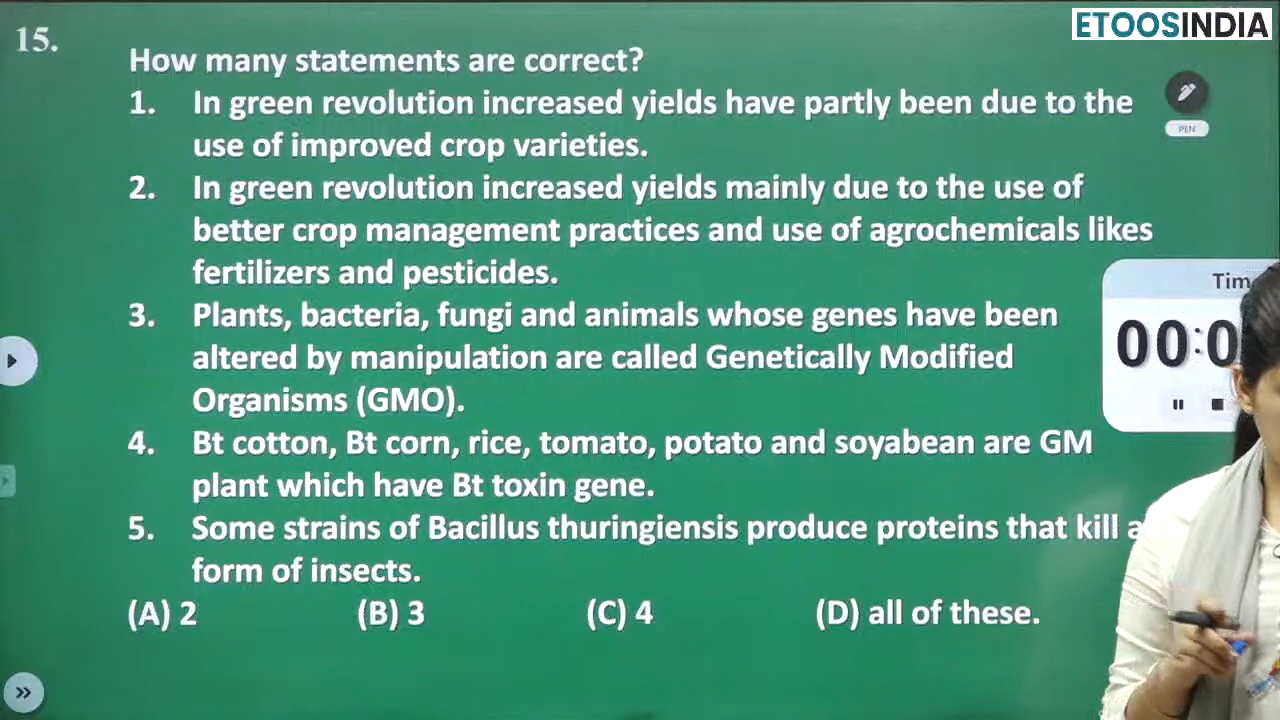 15.
ETOOSINDIA
How many statements are correct?
1. In green revolution increased yields have partly been due to the
use of improved crop varieties.
PEN
2. In green revolution increased yields mainly due to the use of
better crop management practices and use of agrochemicals likes
fertilizers and pesticides.
Tim
3. Plants, bacteria, fungi and animals whose genes have been
altered by manipulation are called Genetically Modified
Organisms (GMO).
00:0
4. Bt cotton, Bt corn, rice, tomato, potato and soyabean are GM
plant which have Bt toxin gene.
5. Some strains of Bacillus thuringiensis produce proteins that kill a
form of insects.
(A) 2 (B) 3 (C) 4 (D) all of these.